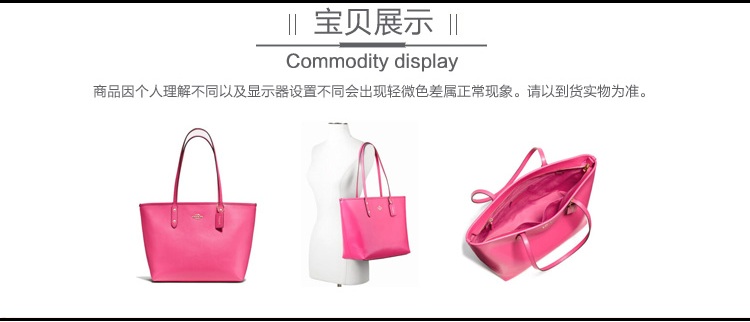 宝贝展示
Commodity display
商品因个人理解不同以及显示器设置不同会出现轻微色差属正常现象。请以到货实物为准。